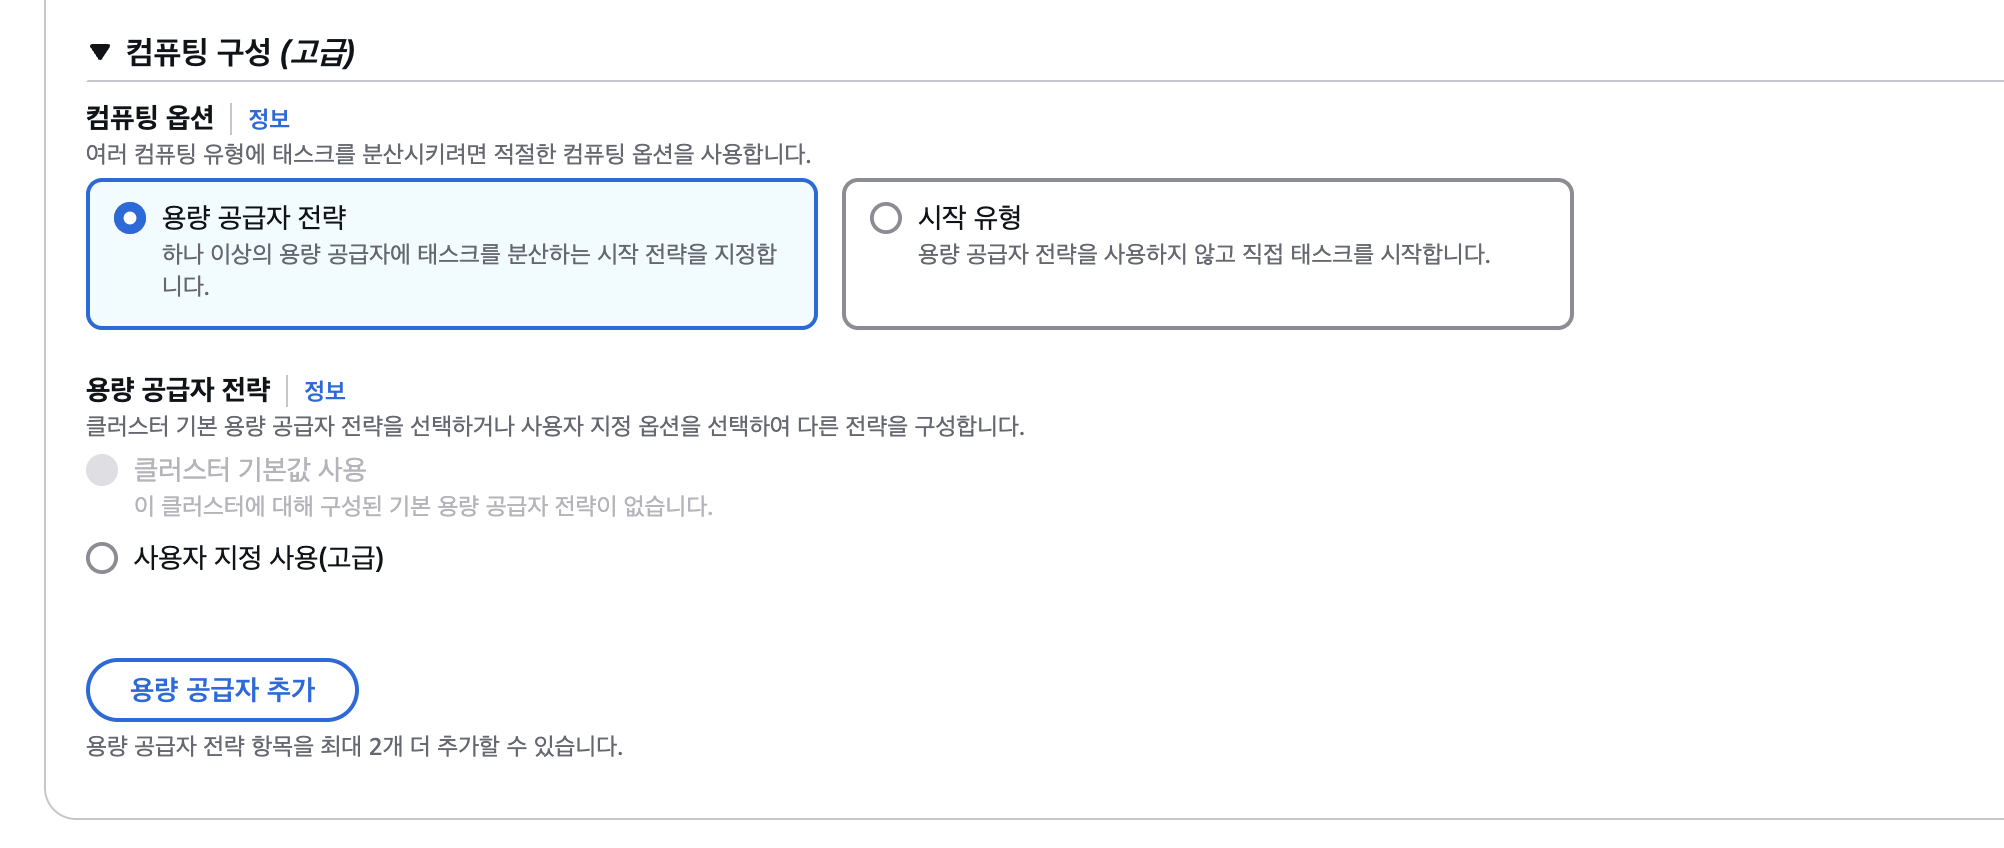 컴퓨팅 구성 (고급)
컴퓨팅 옵션 정보
여러 컴퓨팅 유형에 태스크를 분산시키려면 적절한 컴퓨팅 옵션을 사용합니다.
용량 공급자 전략
하나 이상의 용량 공급자에 태스크를 분산하는 시작 전략을 지정합
니다.
시작 유형
용량 공급자 전략을 사용하지 않고 직접 태스크를 시작합니다.
용량 공급자 전략 정보
클러스터 기본 용량 공급자 전략을 선택하거나 사용자 지정 옵션을 선택하여 다른 전략을 구성합니다.
클러스터 기본값 사용
이 클러스터에 대해 구성된 기본 용량 공급자 전략이 없습니다.
사용자 지정 사용(고급)
용량 공급자 추가
용량 공급자 전략 항목을 최대 2개 더 추가할 수 있습니다.